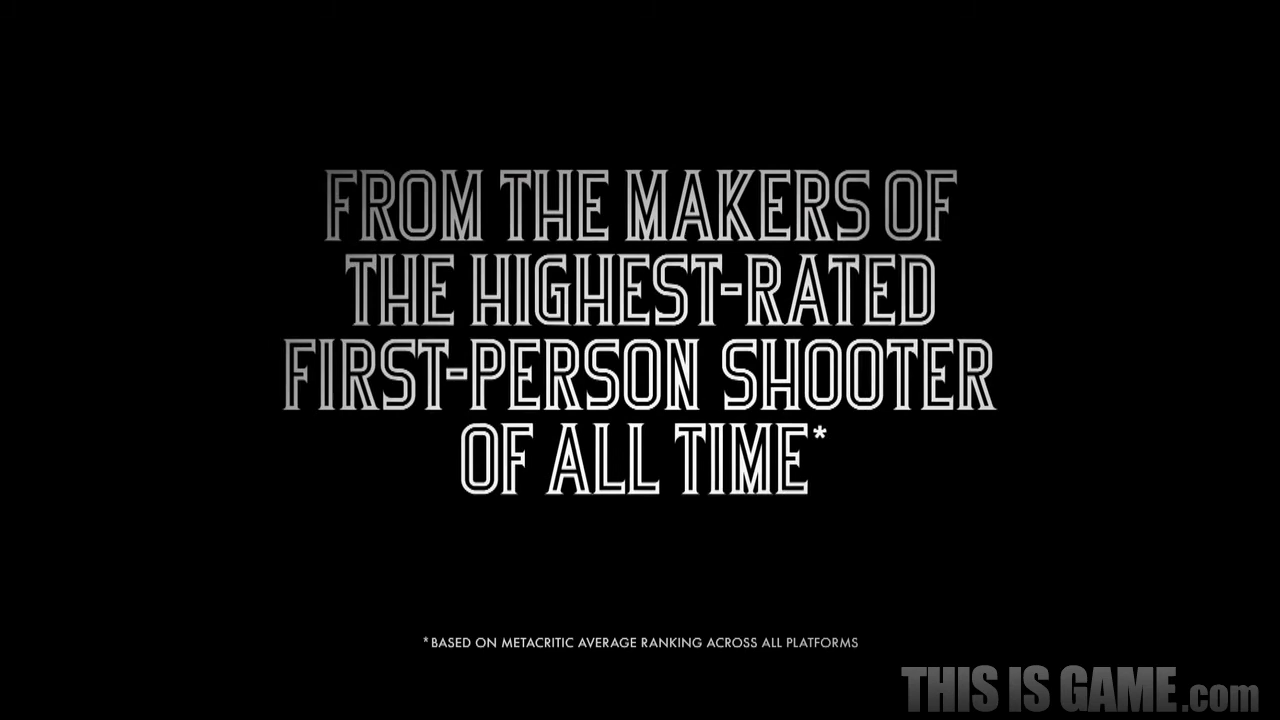 FROM THE MAKERS OF
THE HIGHEST-RATED
FIRST-PERSON SHOOTER
OF ALL TIME*
*BASED ON METACRITIC AVERAGE RANKING ACROSS ALL PLATFORMS
THIS IS GAME.com